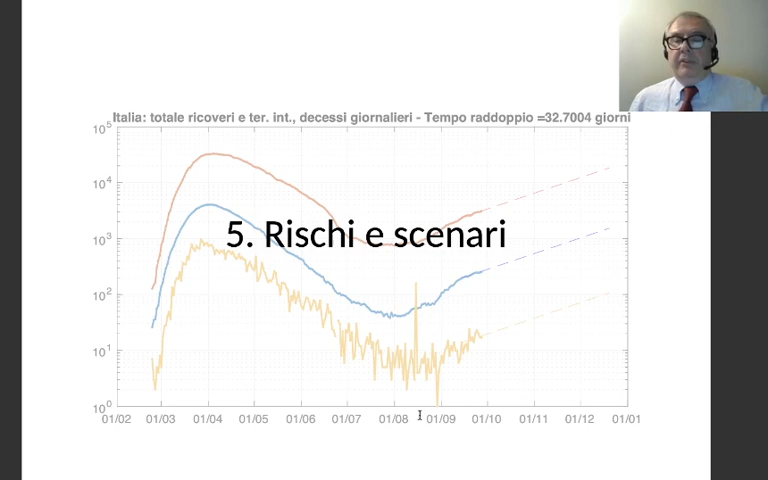 Italia: totale ricoveri e ter. int., decessi giornalieri - Tempo raddoppio =32.7004 giorni
10^5
10^4
10^3
10^2
10^1
10^0
5. Rischi e scenari
01/02 01/03 01/04 01/05 01/06 01/07 01/08 01/09 01/10 01/11 01/12 01/01